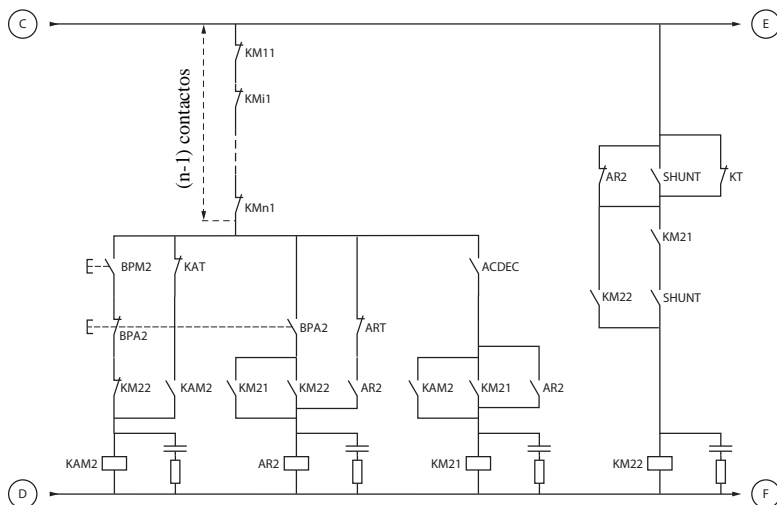 C
E
KM11
(n-1) contactos
KMi1
KMn1
AR2
SHUNT
KT
KM21
BPM2
KAT
ACDEC
KM22
SHUNT
BPA2
BPA2
ART
KM22
KAM2
KM21
KM22
AR2
KAM2
KM21
AR2
KAM2
AR2
KM21
KM22
D
F